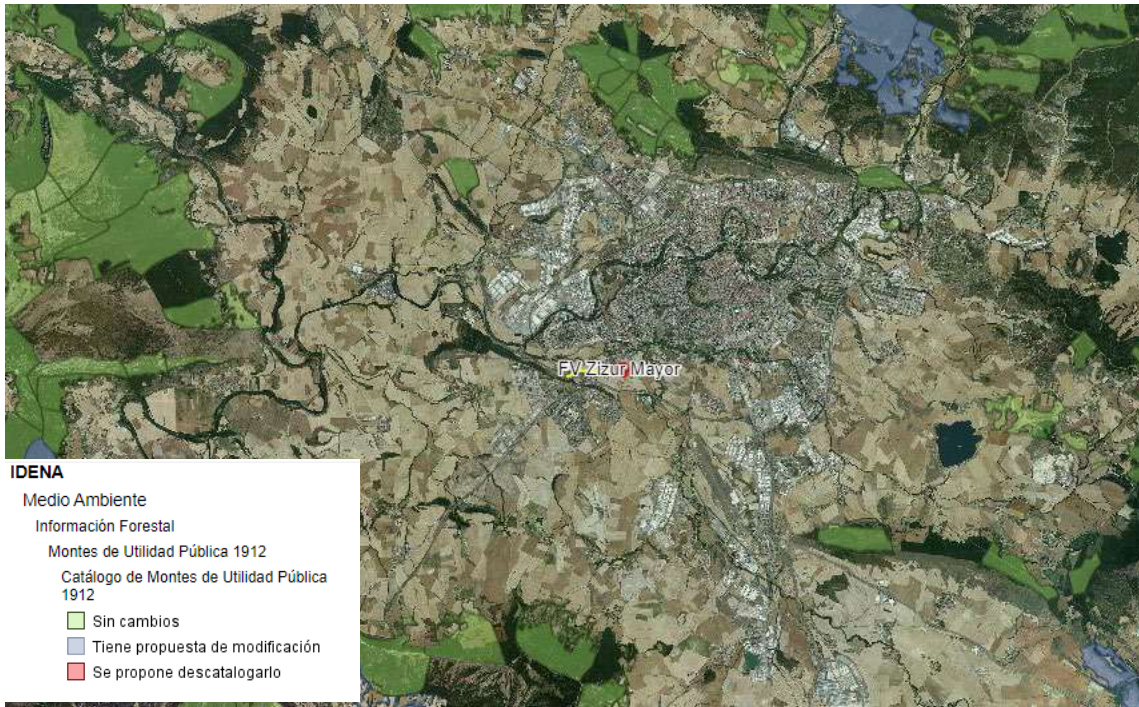 FV Zizur Mayor
IDENA
Medio Ambiente
Información Forestal
Montes de Utilidad Pública 1912
Catálogo de Montes de Utilidad Pública
1912
Sin cambios
Tiene propuesta de modificación
Se propone descatalogarlo